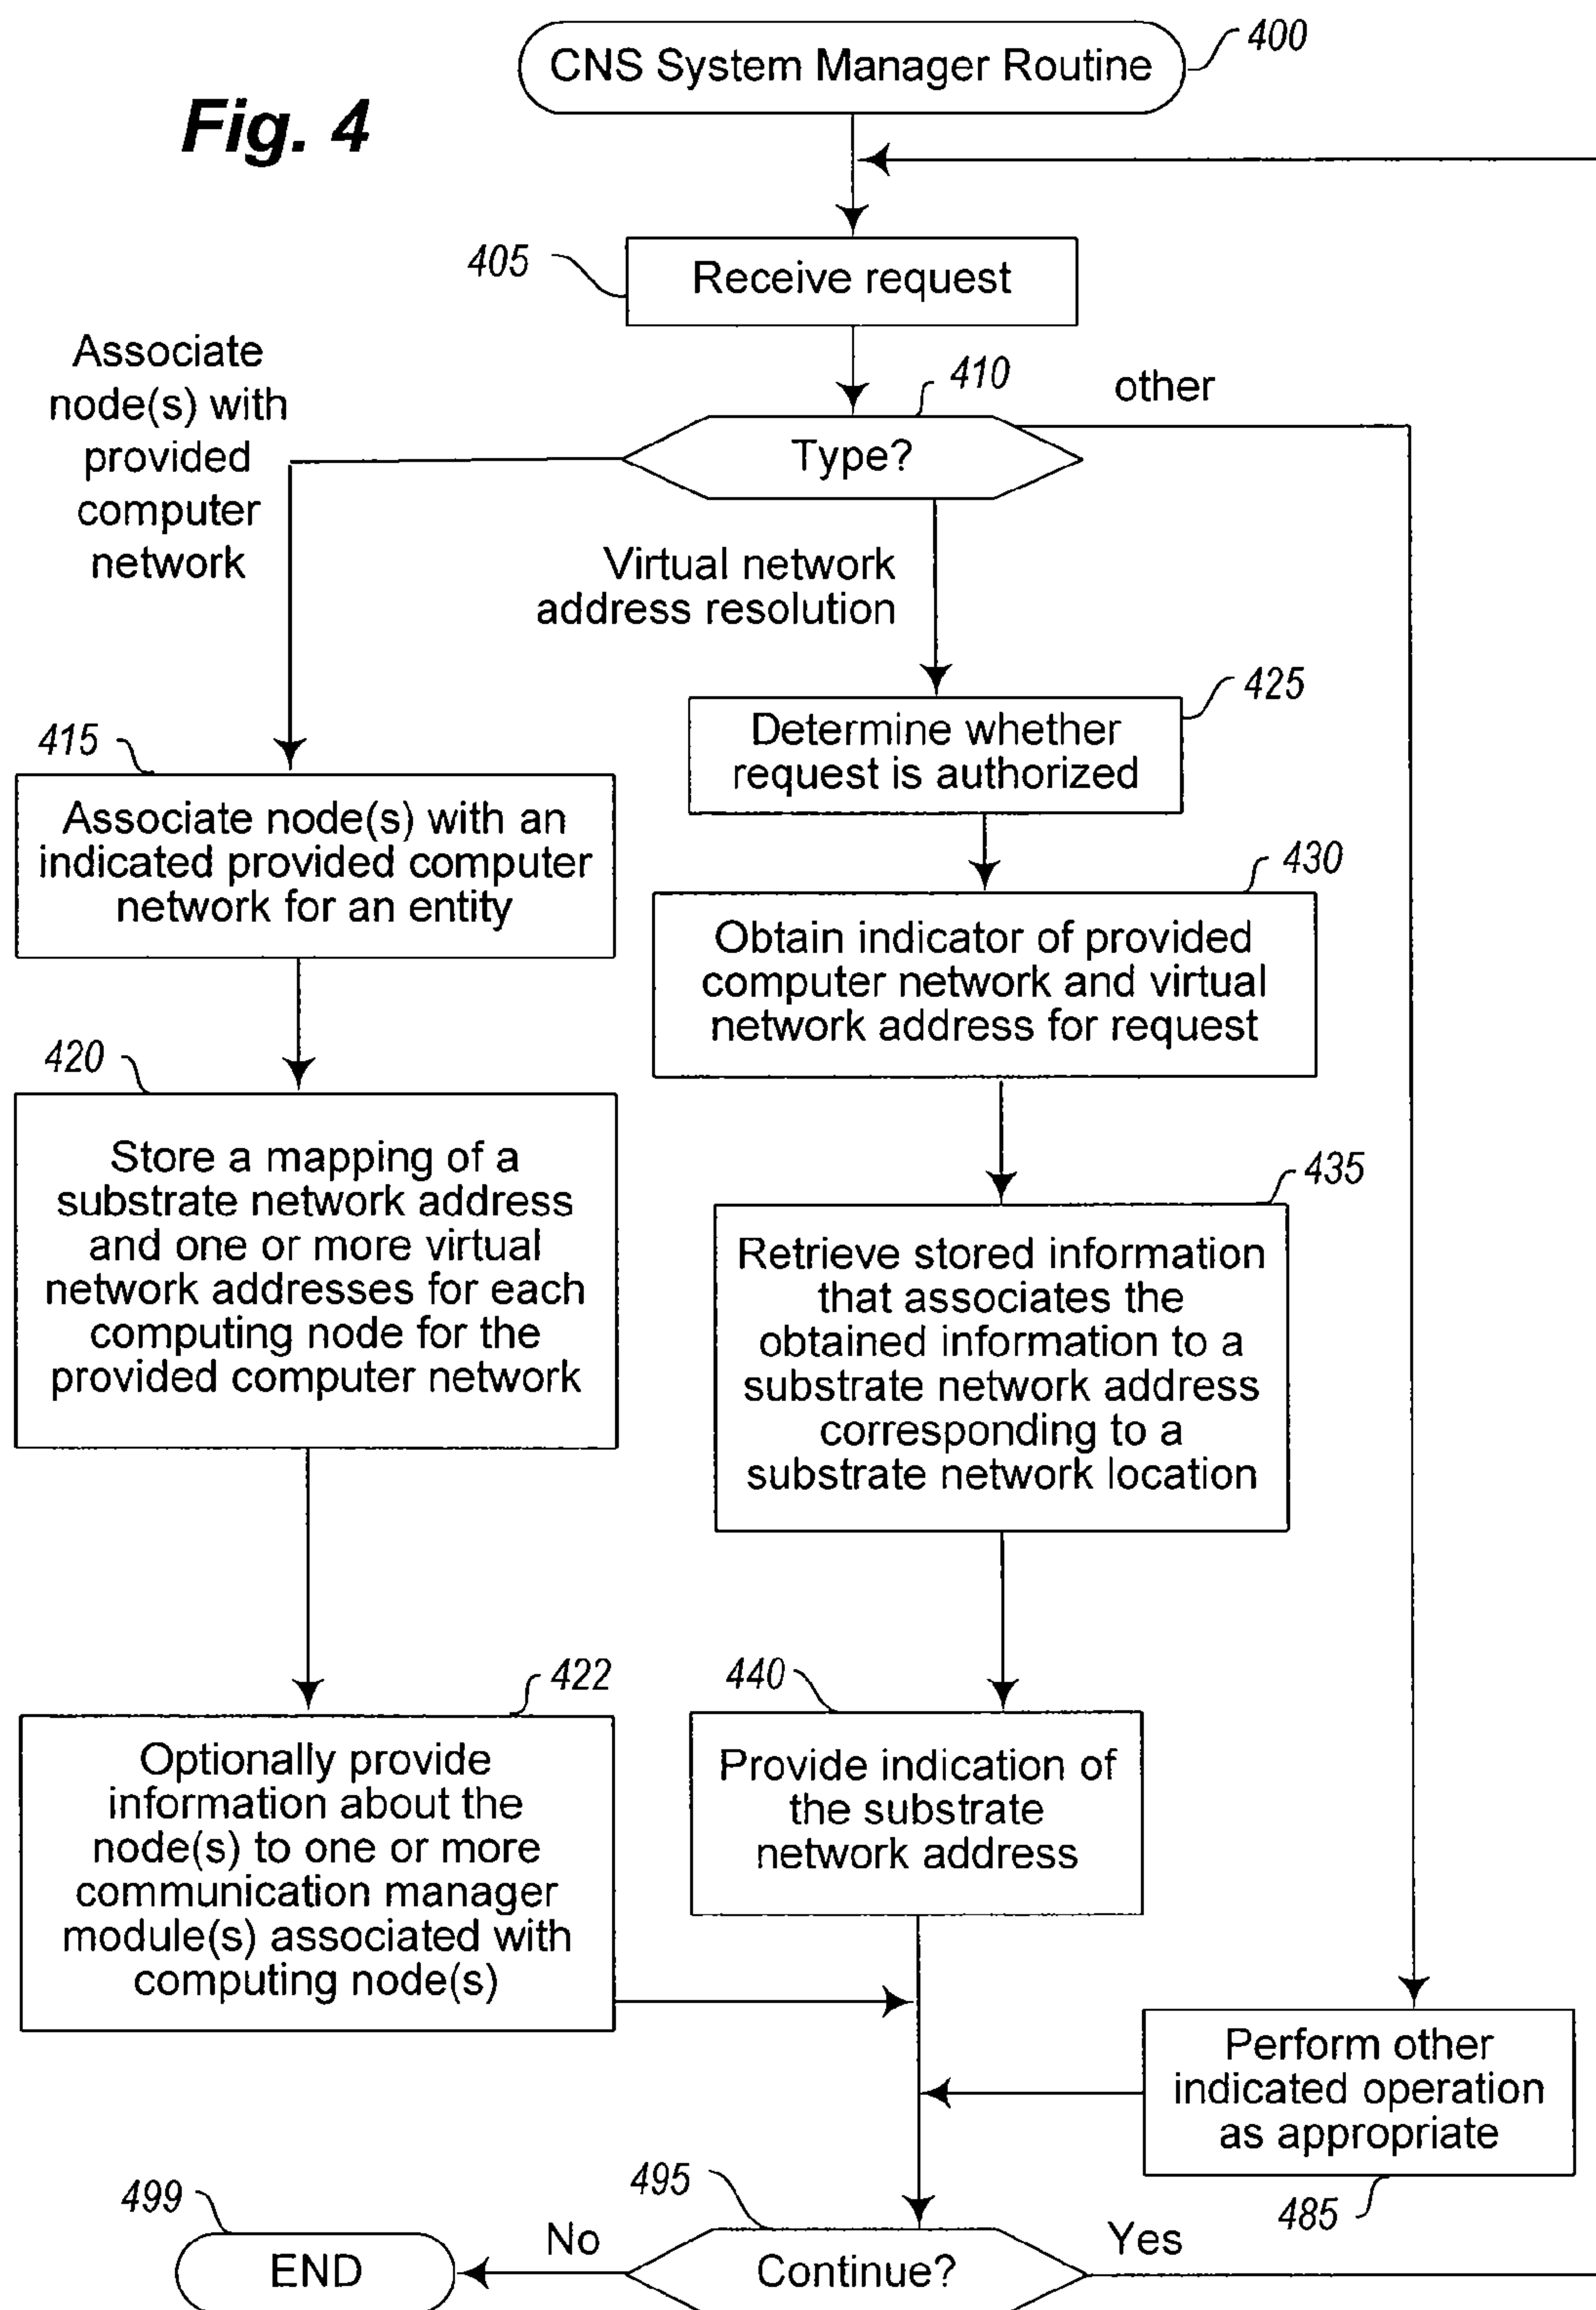 Fig. 4
CNS System Manager Routine
400
405
Receive request
Associate
node(s) with
provided
computer
network
410
other
Type?
Virtual network
address resolution
425
Determine whether
request is authorized
415
Associate node(s) with an
indicated provided computer
network for an entity
430
Obtain indicator of provided
computer network and virtual
network address for request
420
Store a mapping of a
substrate network address
and one or more virtual
network addresses for each
computing node for the
provided computer network
435
Retrieve stored information
that associates the
obtained information to a
substrate network address
corresponding to a
substrate network location
422
Optionally provide
information about the
node(s) to one or more
communication manager
module(s) associated with
computing node(s)
440
Provide indication of
the substrate
network address
Perform other
indicated operation
as appropriate
485
495
Continue?
Yes
No
499
END